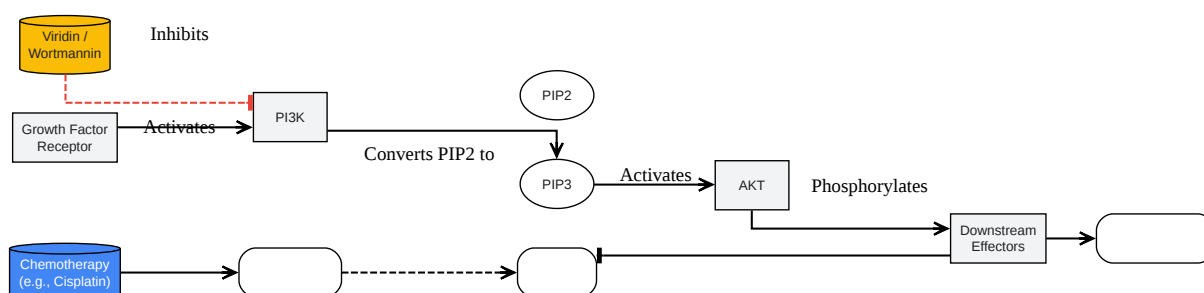 Viridin /
Wortmannin
Inhibits
PI3K
PIP2
Growth Factor
Receptor
Activates
Converts PIP2 to
PIP3
Activates
AKT
Phosphorylates
Downstream
Effectors
Chemotherapy
(e.g., Cisplatin)